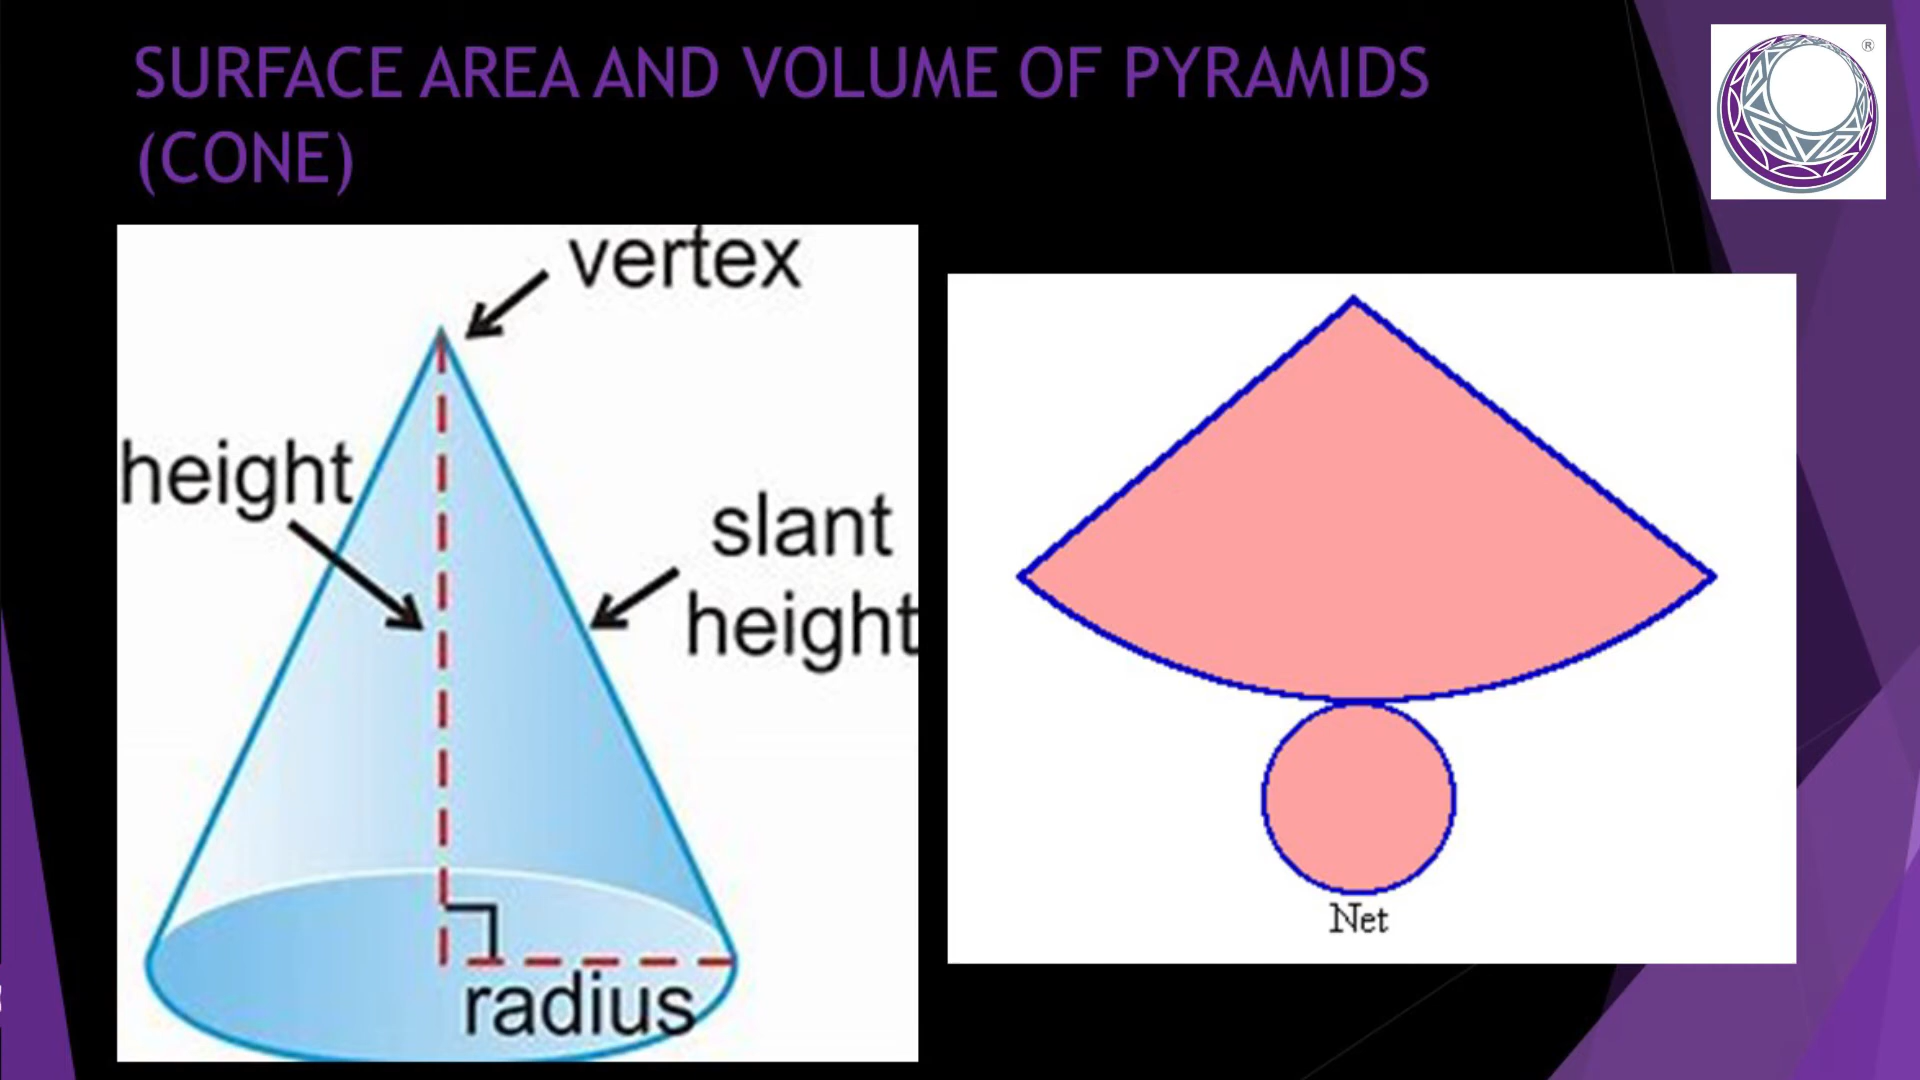 SURFACE AREA AND VOLUME OF PYRAMIDS
(CONE)
®
vertex
height
slant
height
radius
Net